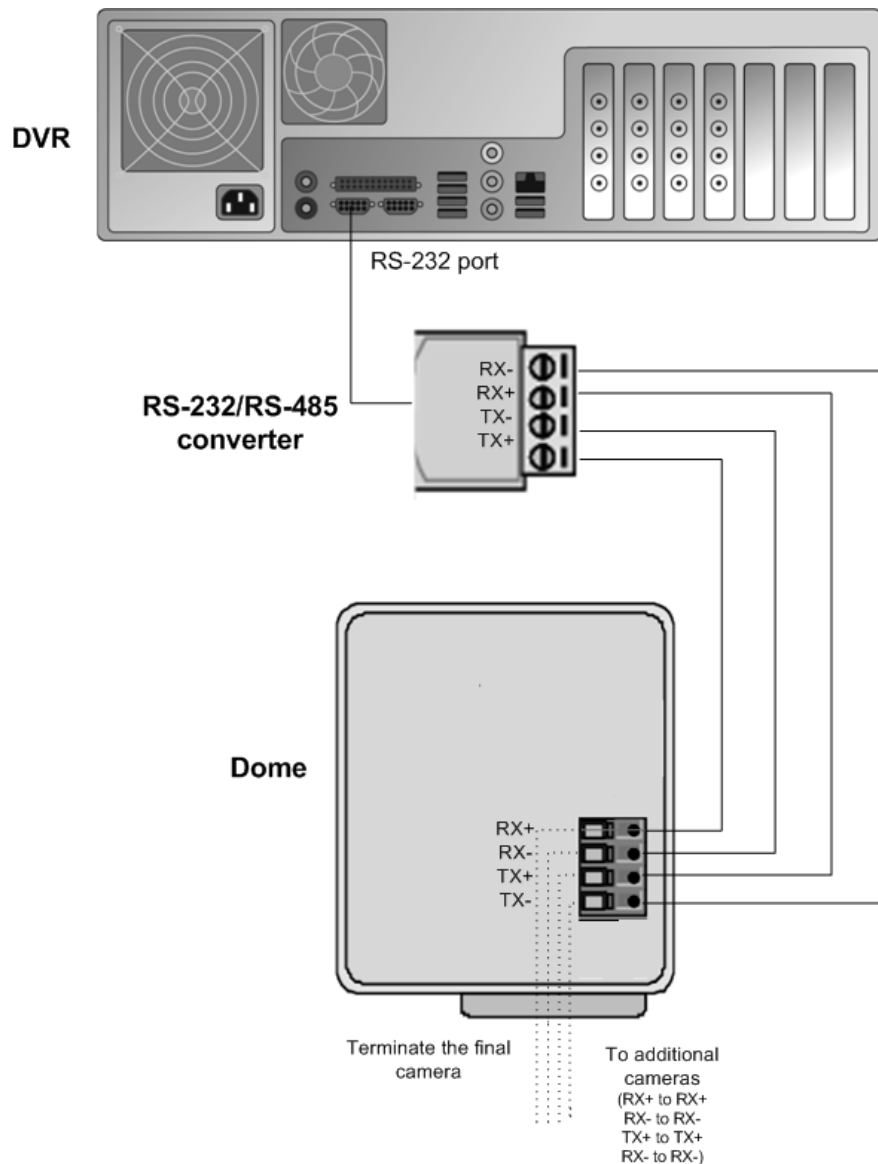 DVR
RS-232 port
RX-
RX+
TX-
TX+
RS-232/RS-485
converter
Dome
RX+
RX-
TX+
TX-
Terminate the final
camera
To additional
cameras
(RX+ to RX+
RX- to RX-
TX+ to TX+
RX- to RX-)